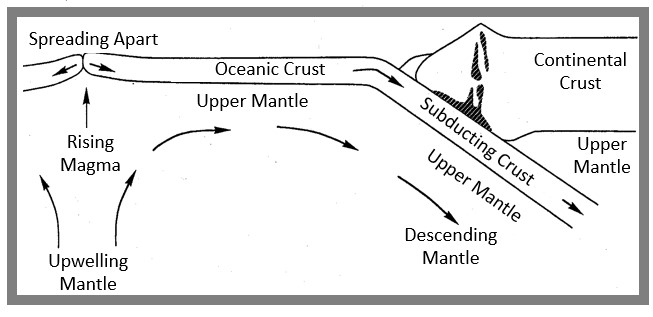 Spreading Apart
Oceanic Crust
Continental
Crust
Upper Mantle
Subducting Crust
Rising
Magma
Upper
Mantle
Upper Mantle
Descending
Mantle
Upwelling
Mantle